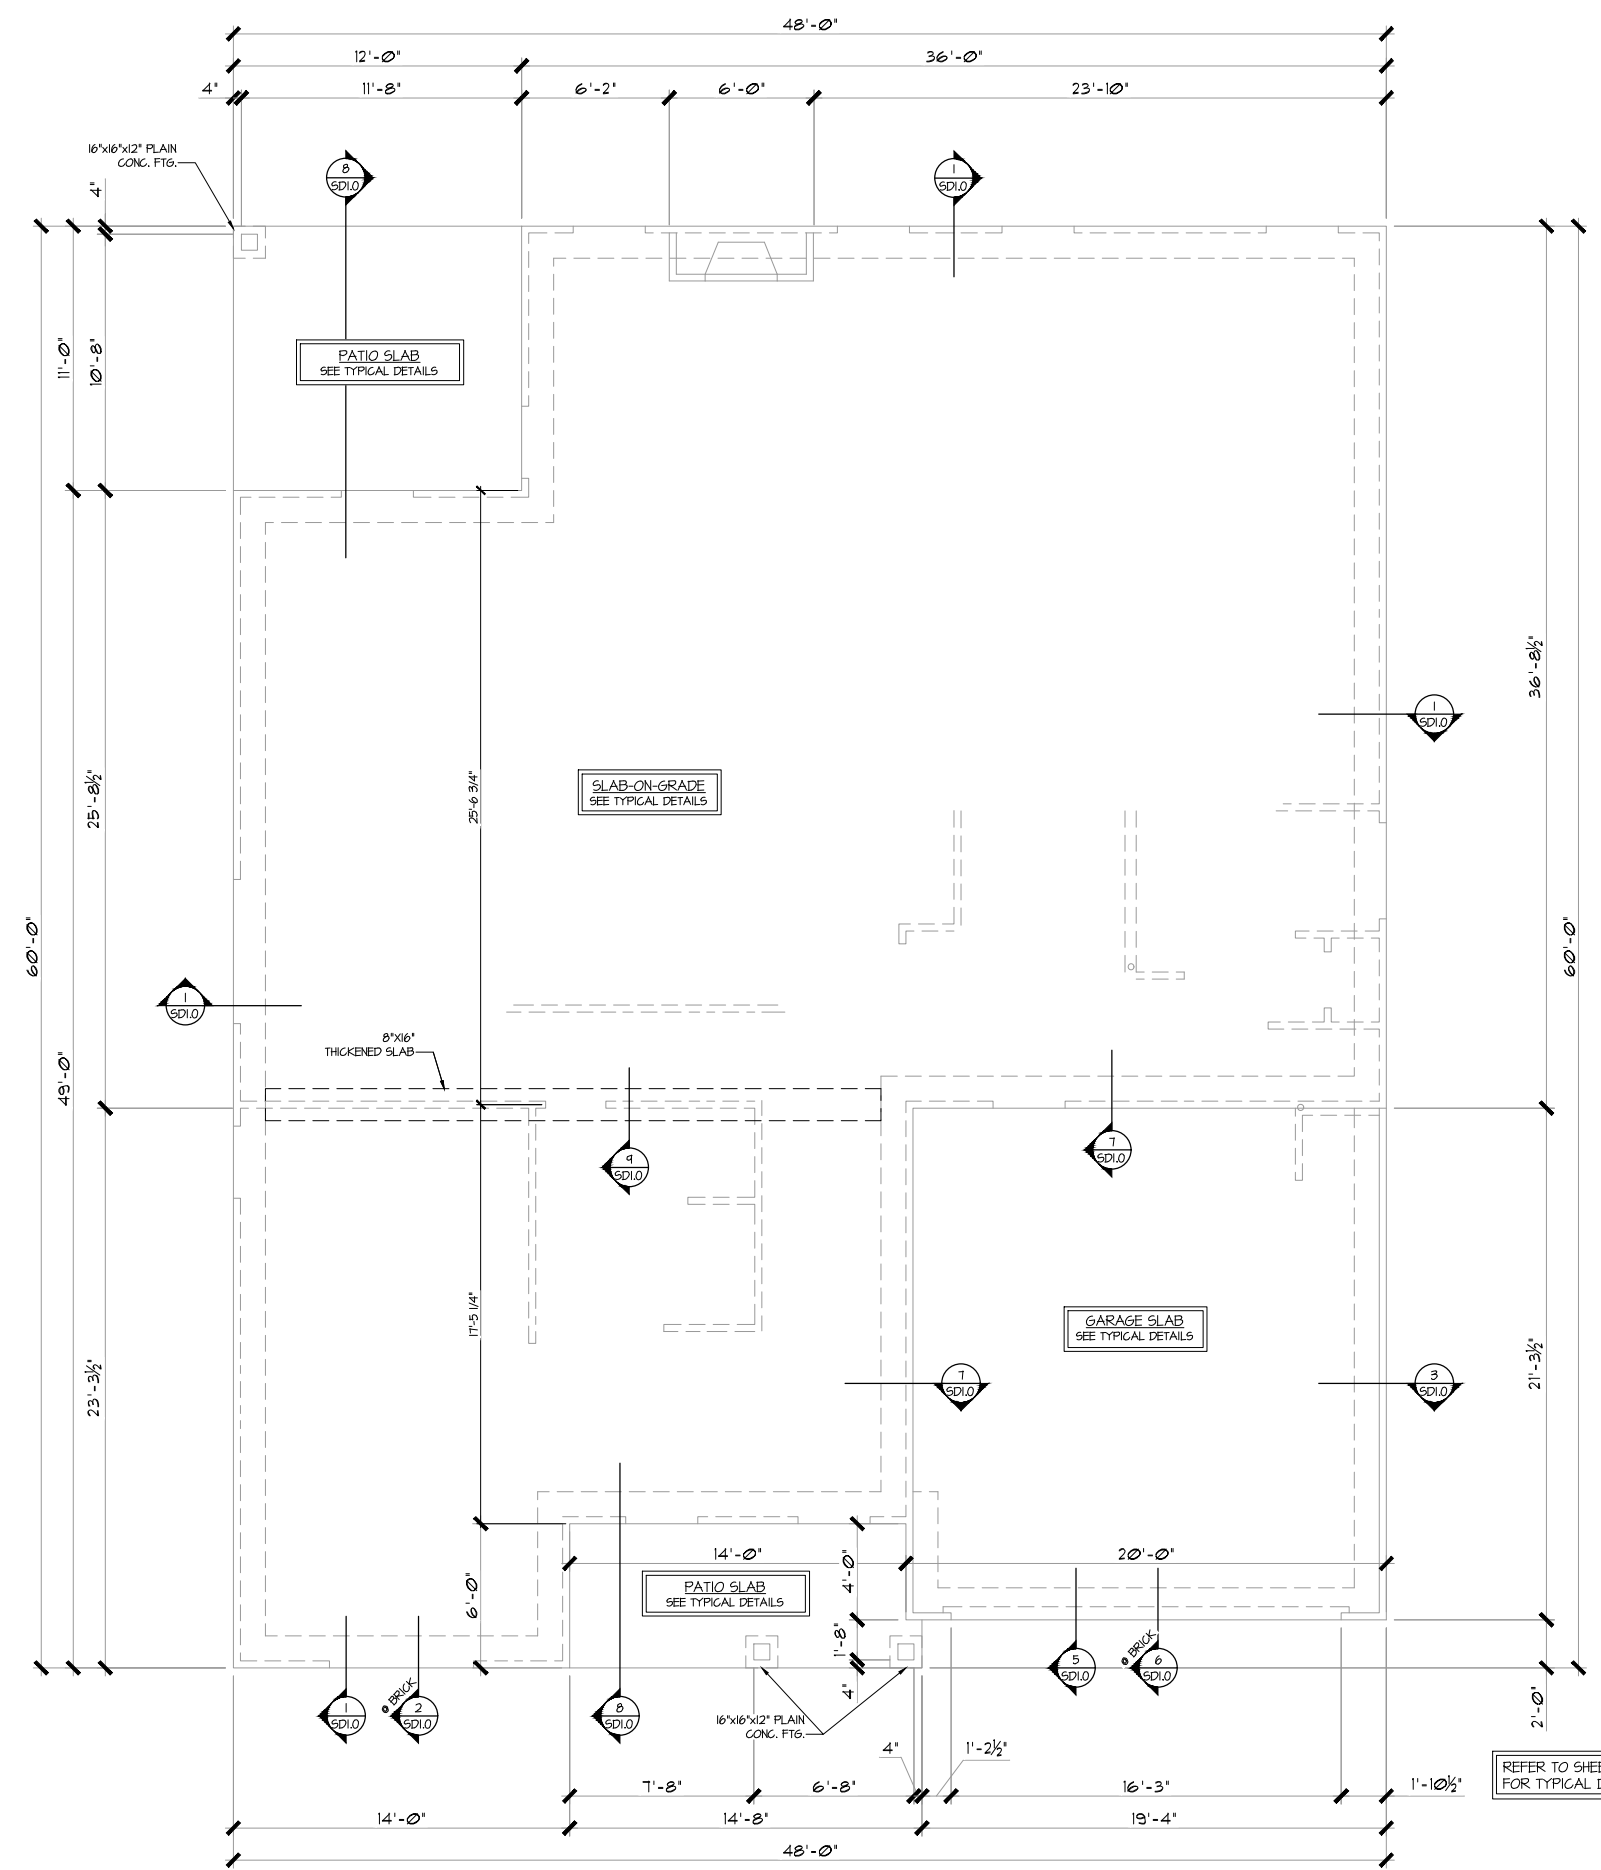 48'-0"
12'-0"
36'-0"
4"
11'-8"
6'-2"
6'-0"
23'-10"
16"x16"x12" PLAIN
CONC. FTG.
4"
8
SD1.0
1
SD1.0
11'-0"
10'-8"
PATIO SLAB
SEE TYPICAL DETAILS
36'-8½"
1
SD1.0
25'-8½"
25'-6 3/4"
SLAB-ON-GRADE
SEE TYPICAL DETAILS
60'-0"
60'-0"
1
SD1.0
8"X16"
THICKENED SLAB
49'-0"
9
SD1.0
7
SD1.0
17'-5 1/4"
GARAGE SLAB
SEE TYPICAL DETAILS
23'-3½"
21'-3½"
7
SD1.0
3
SD1.0
14'-0"
20'-0"
4'-0"
6'-0"
PATIO SLAB
SEE TYPICAL DETAILS
1'-8"
4"
5
SD1.0
@ BRICK
6
SD1.0
1
SD1.0
@ BRICK
2
SD1.0
8
SD1.0
16"x16"x12" PLAIN
CONC. FTG.
2'-0"
4"
1'-2½"
REFER TO
FOR TYPICAL
7'-8"
6'-8"
16'-3"
1'-10½"
14'-0"
14'-8"
19'-4"
48'-0"